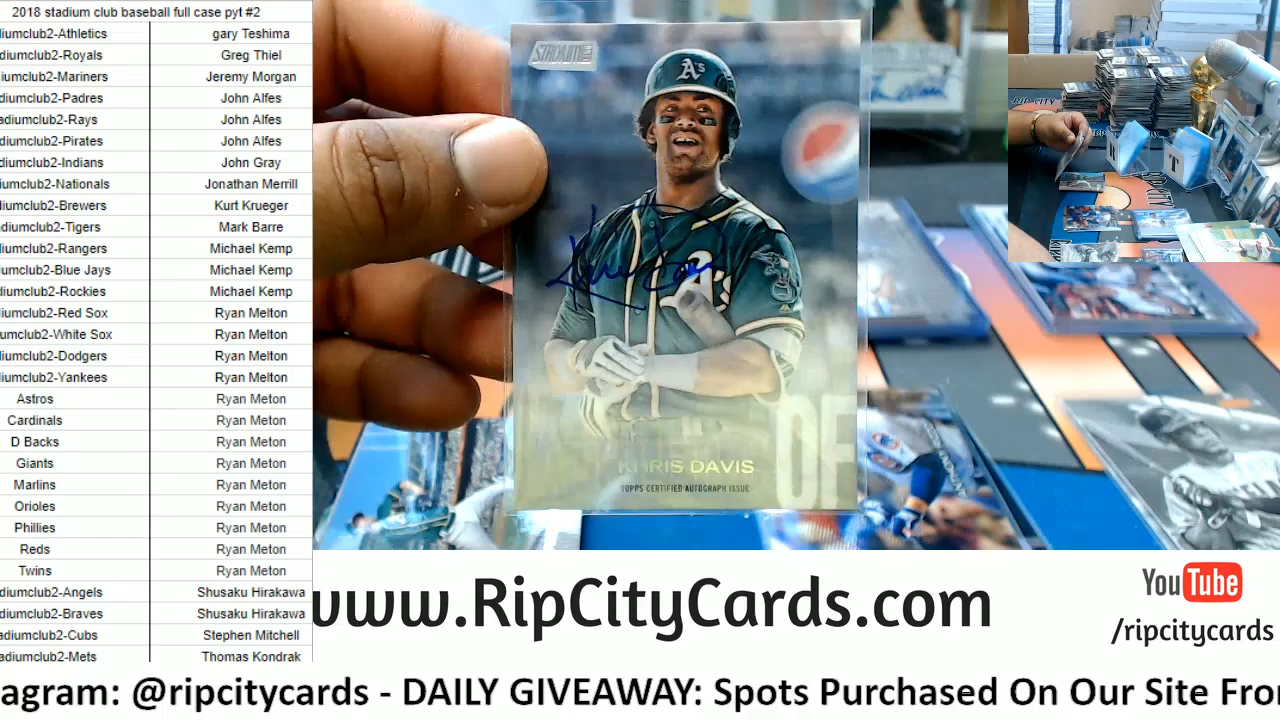 2018 stadium club baseball full case pyt #2
diumclub2-Athletics gary Teshima
diumclub2-Royals Greg Thiel
diumclub2-Mariners Jeremy Morgan
diumclub2-Padres John Alfes
adiumclub2-Rays John Alfes
diumclub2-Pirates John Alfes
diumclub2-Indians John Gray
iumclub2-Nationals Jonathan Merrill
diumclub2-Brewers Kurt Krueger
adiumclub2-Tigers Mark Barre
diumclub2-Rangers Michael Kemp
iumclub2-Blue Jays Michael Kemp
diumclub2-Rockies Michael Kemp
iumclub2-Red Sox Ryan Melton
umclub2-White Sox Ryan Melton
iumclub2-Dodgers Ryan Melton
diumclub2-Yankees Ryan Melton
Astros Ryan Meton
Cardinals Ryan Meton
D Backs Ryan Meton
Giants Ryan Meton
Marlins Ryan Meton
Orioles Ryan Meton
Phillies Ryan Meton
Reds Ryan Meton
Twins Ryan Meton
diumclub2-Angels Shusaku Hirakawa
diumclub2-Braves Shusaku Hirakawa
adiumclub2-Cubs Stephen Mitchell
adiumclub2-Mets Thomas Kondrak
STADIUM CLUB
A's
A's
OF
KHRIS DAVIS
TOPPS CERTIFIED AUTOGRAPH ISSUE
RIP CITY
www.RipCityCards.com
YouTube
/ripcitycards
agram: @ripcitycards - DAILY GIVEAWAY: Spots Purchased On Our Site Fro